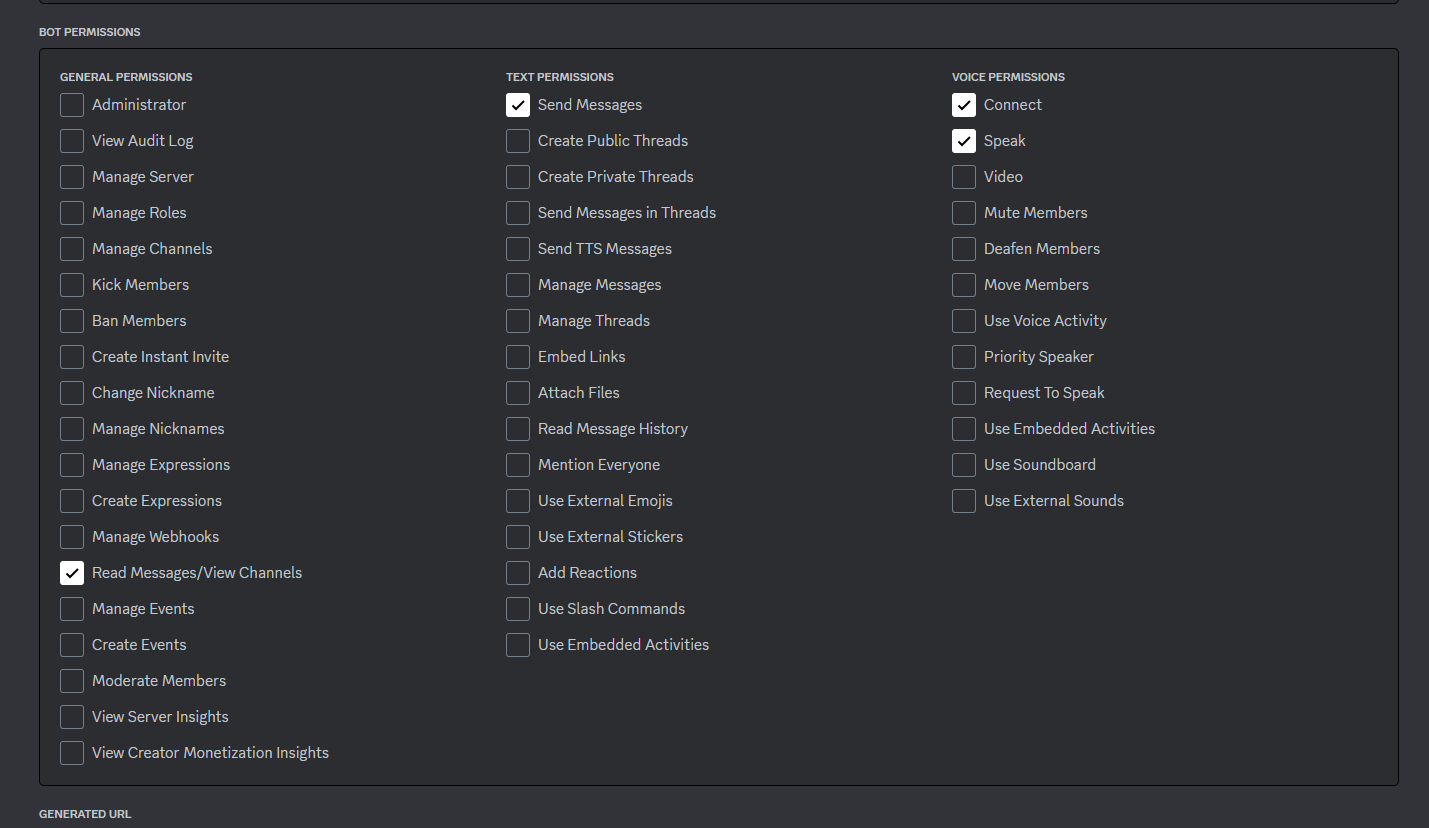 BOT PERMISSIONS
GENERAL PERMISSIONS
Administrator
View Audit Log
Manage Server
Manage Roles
Manage Channels
Kick Members
Ban Members
Create Instant Invite
Change Nickname
Manage Nicknames
Manage Expressions
Create Expressions
Manage Webhooks
Read Messages/View Channels
Manage Events
Create Events
Moderate Members
View Server Insights
View Creator Monetization Insights
TEXT PERMISSIONS
Send Messages
Create Public Threads
Create Private Threads
Send Messages in Threads
Send TTS Messages
Manage Messages
Manage Threads
Embed Links
Attach Files
Read Message History
Mention Everyone
Use External Emojis
Use External Stickers
Add Reactions
Use Slash Commands
Use Embedded Activities
VOICE PERMISSIONS
Connect
Speak
Video
Mute Members
Deafen Members
Move Members
Use Voice Activity
Priority Speaker
Request To Speak
Use Embedded Activities
Use Soundboard
Use External Sounds
GENERATED URL